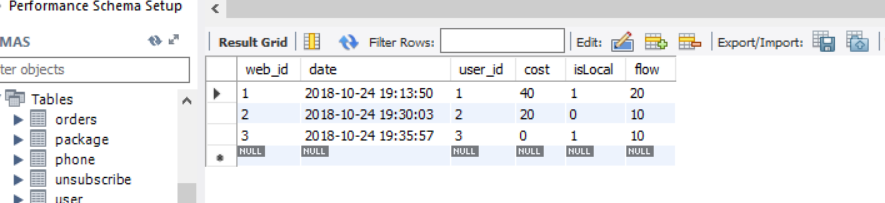 Performance Schema Setup
MAS
ter objects
Tables
orders
package
phone
unsubscribe
user
Result Grid Filter Rows: Edit: Export/Import:
web_id date user_id cost isLocal flow
1 2018-10-24 19:13:50 1 40 1 20
2 2018-10-24 19:30:03 2 20 0 10
3 2018-10-24 19:35:57 3 0 1 10
NULL NULL NULL NULL NULL NULL